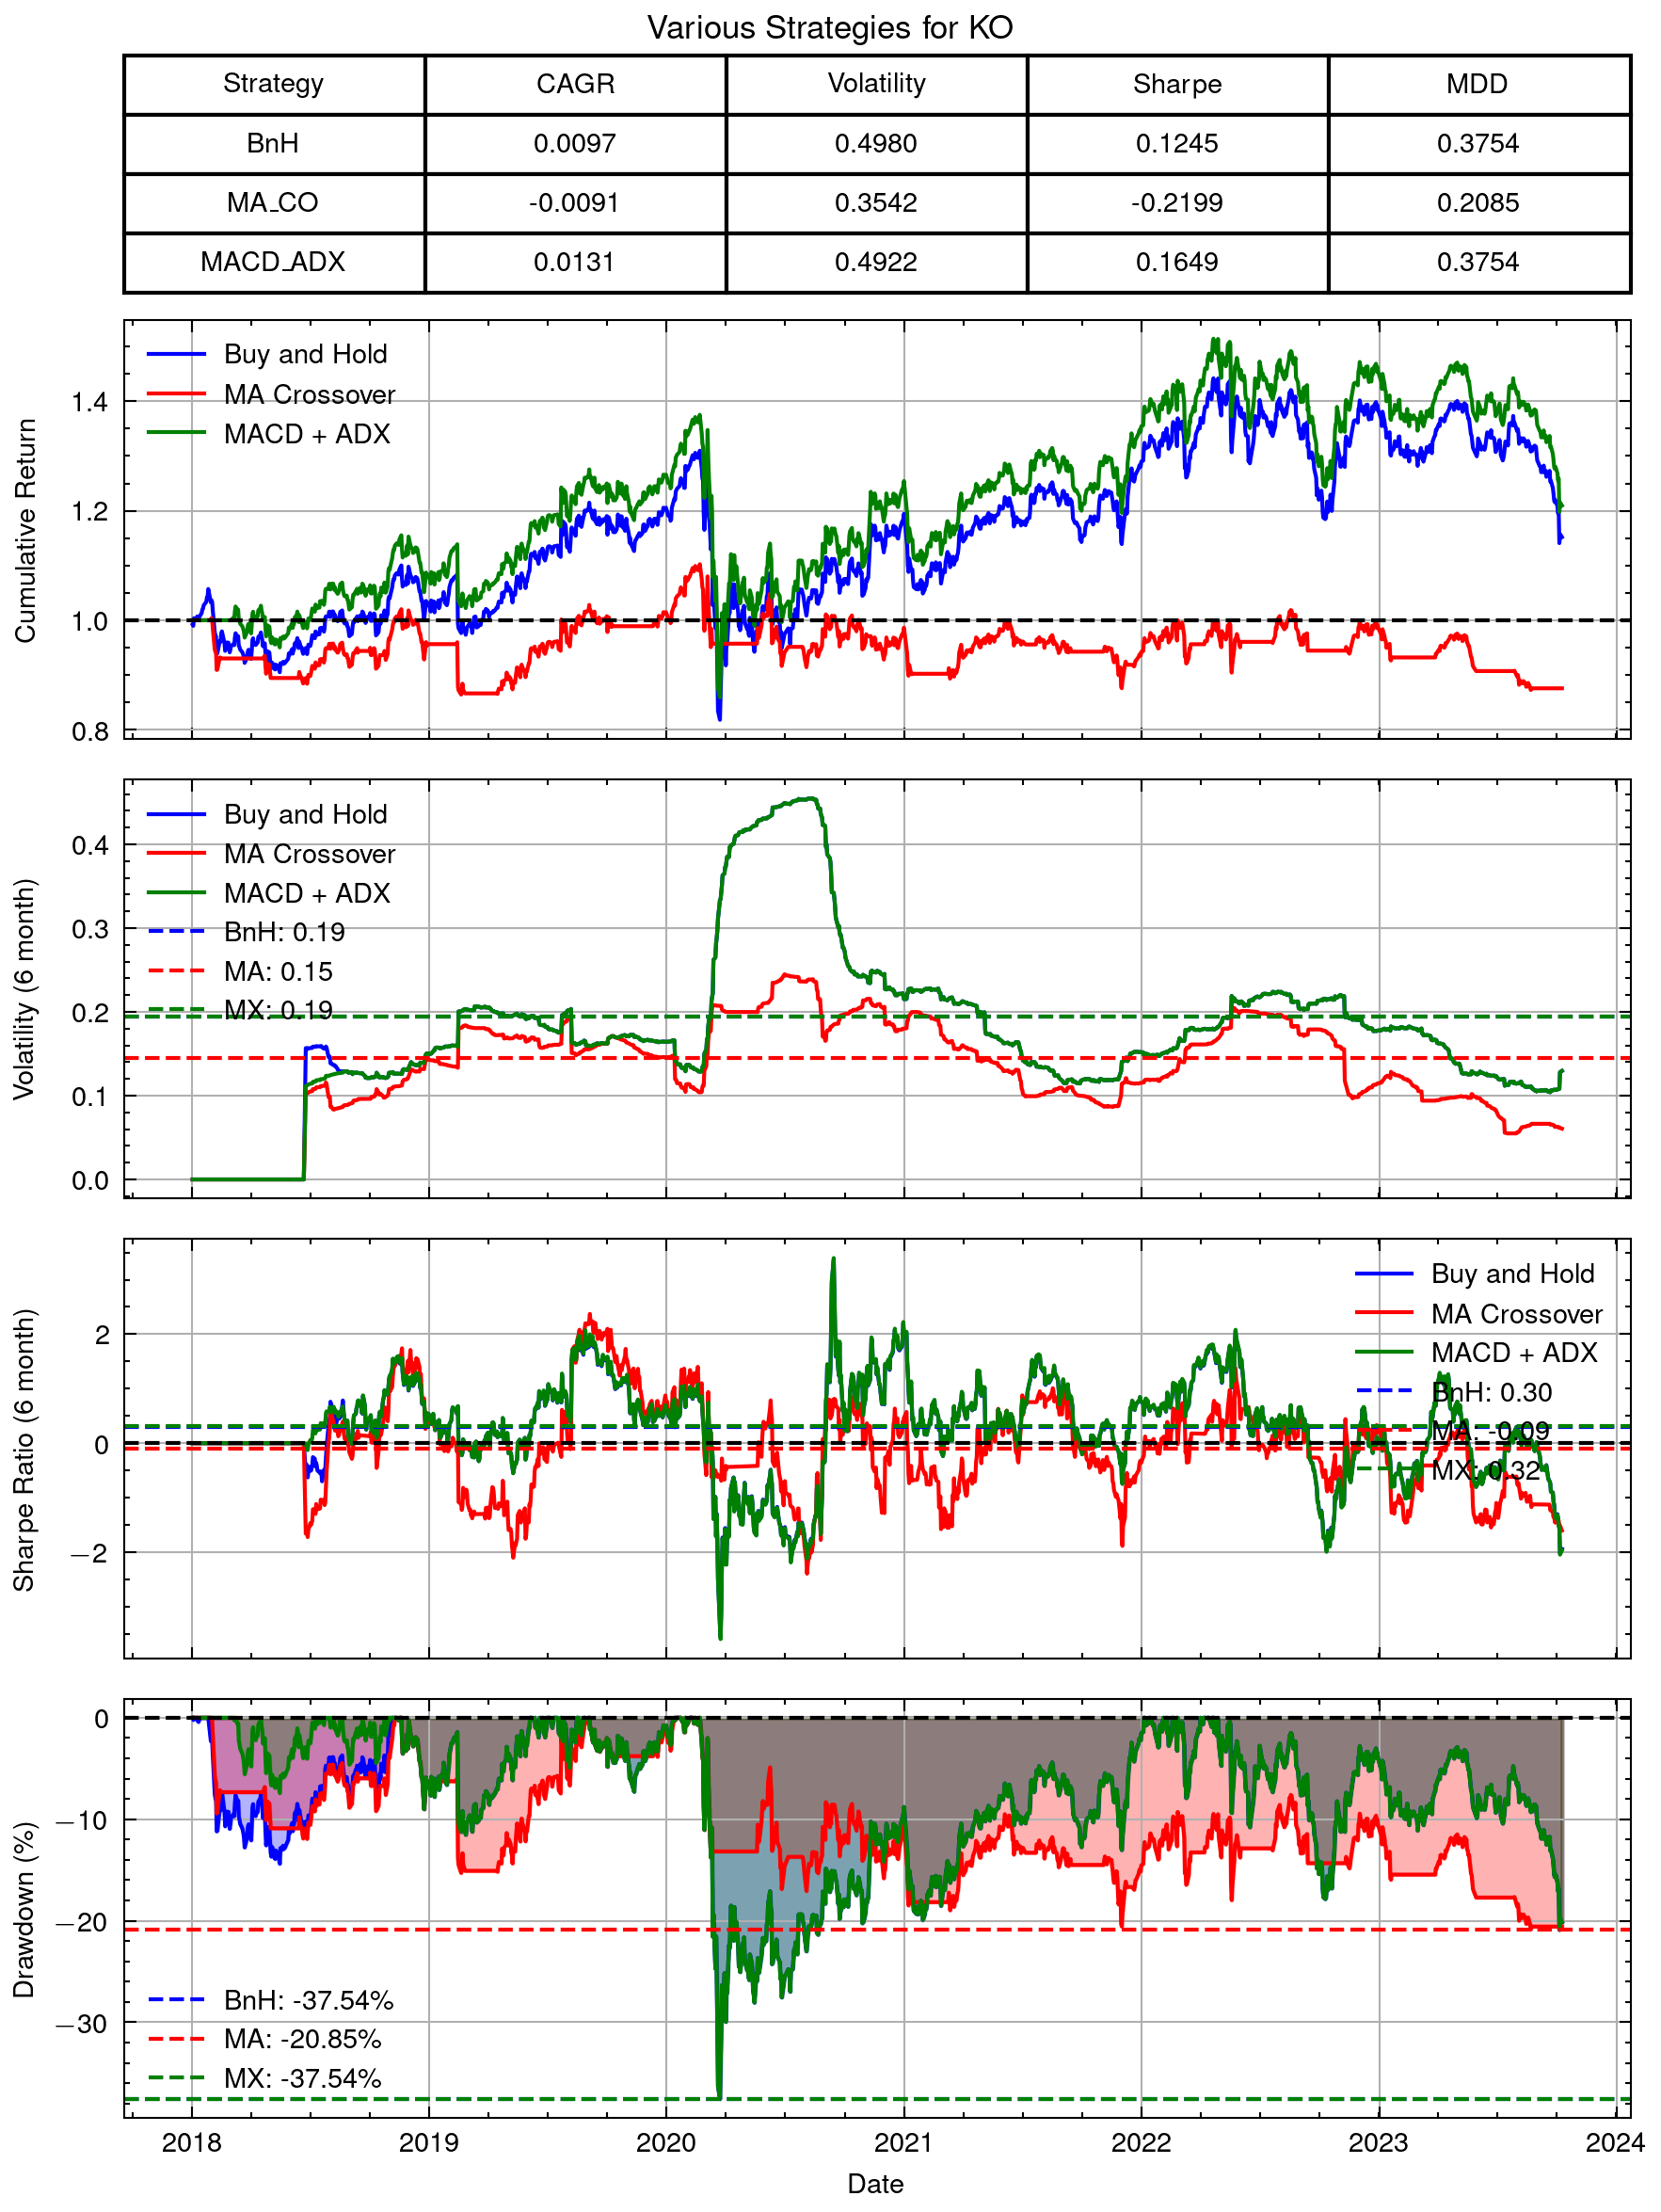 Various Strategies for KO
Strategy CAGR Volatility Sharpe MDD
BnH 0.0097 0.4980 0.1245 0.3754
MA_CO -0.0091 0.3542 -0.2199 0.2085
MACD_ADX 0.0131 0.4922 0.1649 0.3754
Cumulative Return
1.4
1.2
1.0
0.8
Buy and Hold
MA Crossover
MACD + ADX
Volatility (6 month)
0.4
0.3
0.2
0.1
0.0
Buy and Hold
MA Crossover
MACD + ADX
BnH: 0.19
MA: 0.15
MX: 0.19
Sharpe Ratio (6 month)
2
0
−2
Buy and Hold
MA Crossover
MACD + ADX
BnH: 0.30
MA: -0.09
MX: 0.32
Drawdown (%)
0
−10
−20
−30
BnH: -37.54%
MA: -20.85%
MX: -37.54%
2018 2019 2020 2021 2022 2023 2024
Date